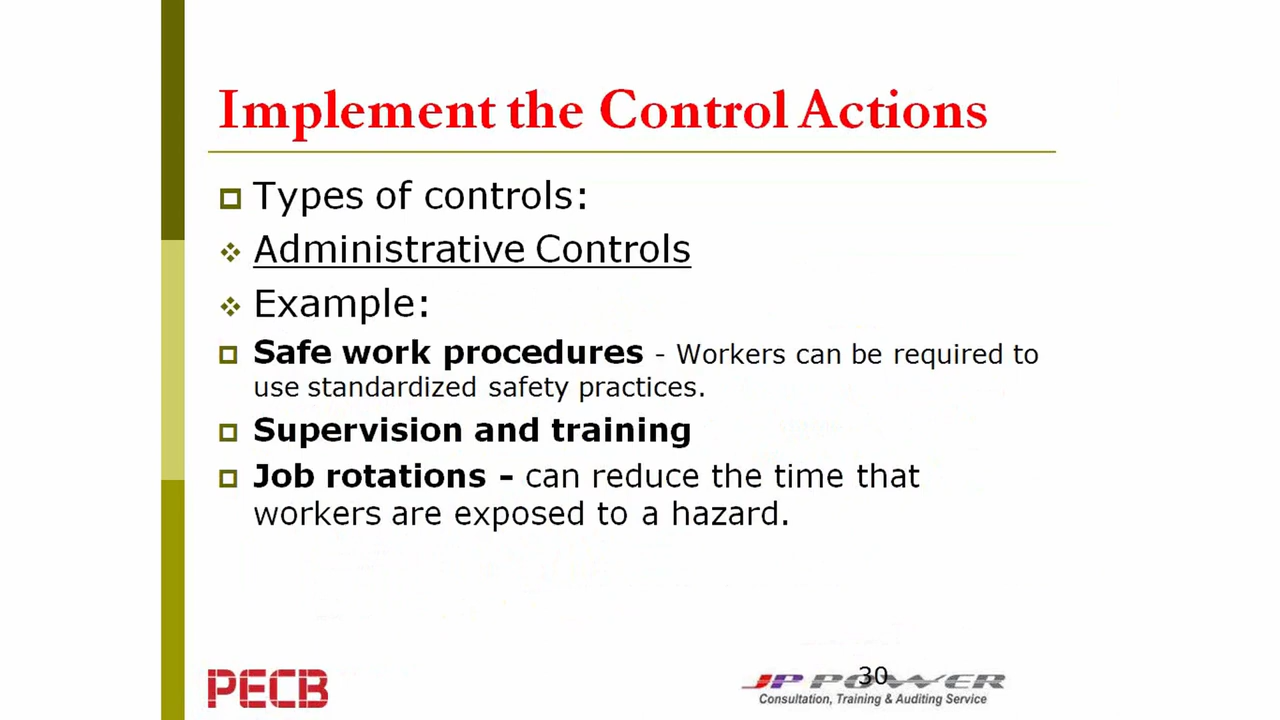 Implement the Control Actions
Types of controls:
Administrative Controls
Example:
Safe work procedures - Workers can be required to
use standardized safety practices.
Supervision and training
Job rotations - can reduce the time that
workers are exposed to a hazard.
PECB
JP POWER
30
Consultation, Training & Auditing Service